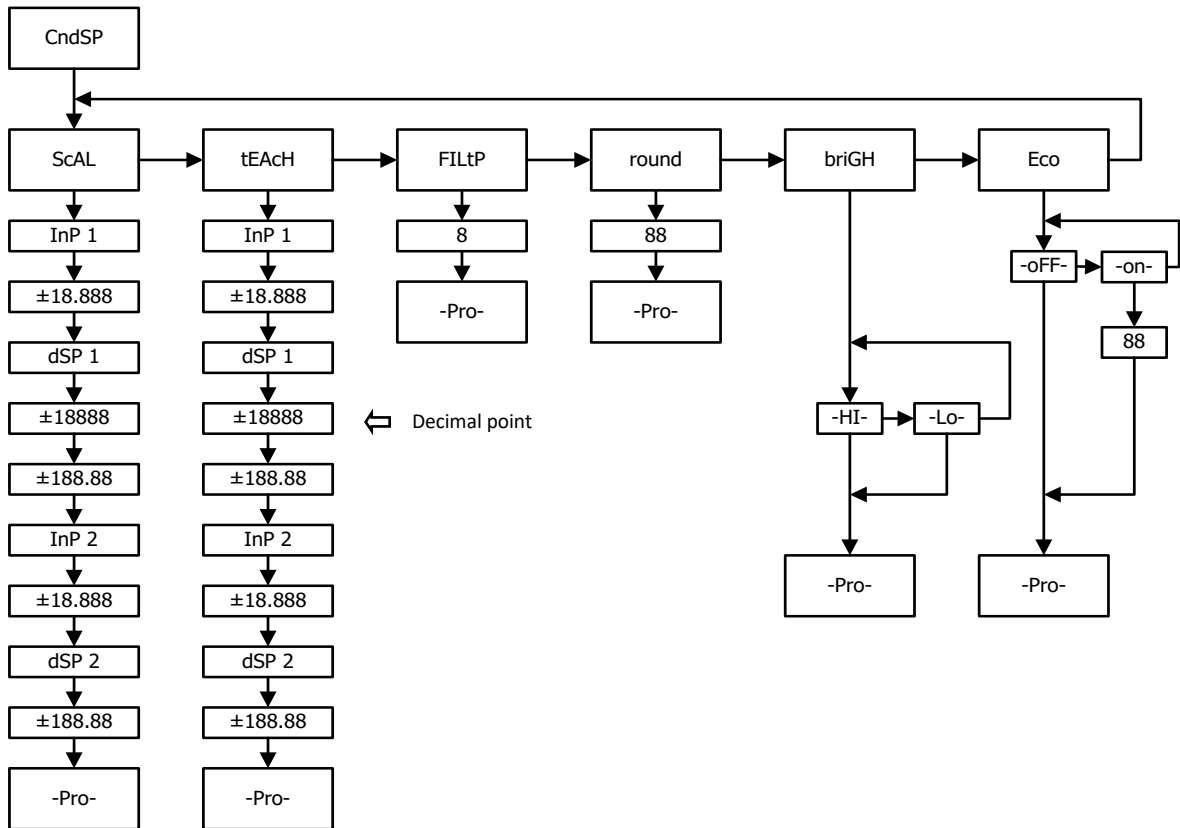 CndSP
ScAL
tEAcH
FILtP
round
briGH
Eco
InP 1
InP 1
8
88
-oFF-
-on-
±18.888
±18.888
-Pro-
-Pro-
dSP 1
dSP 1
88
±18888
±18888
Decimal point
-HI-
-Lo-
±188.88
±188.88
InP 2
InP 2
±18.888
±18.888
-Pro-
-Pro-
dSP 2
dSP 2
±188.88
±188.88
-Pro-
-Pro-